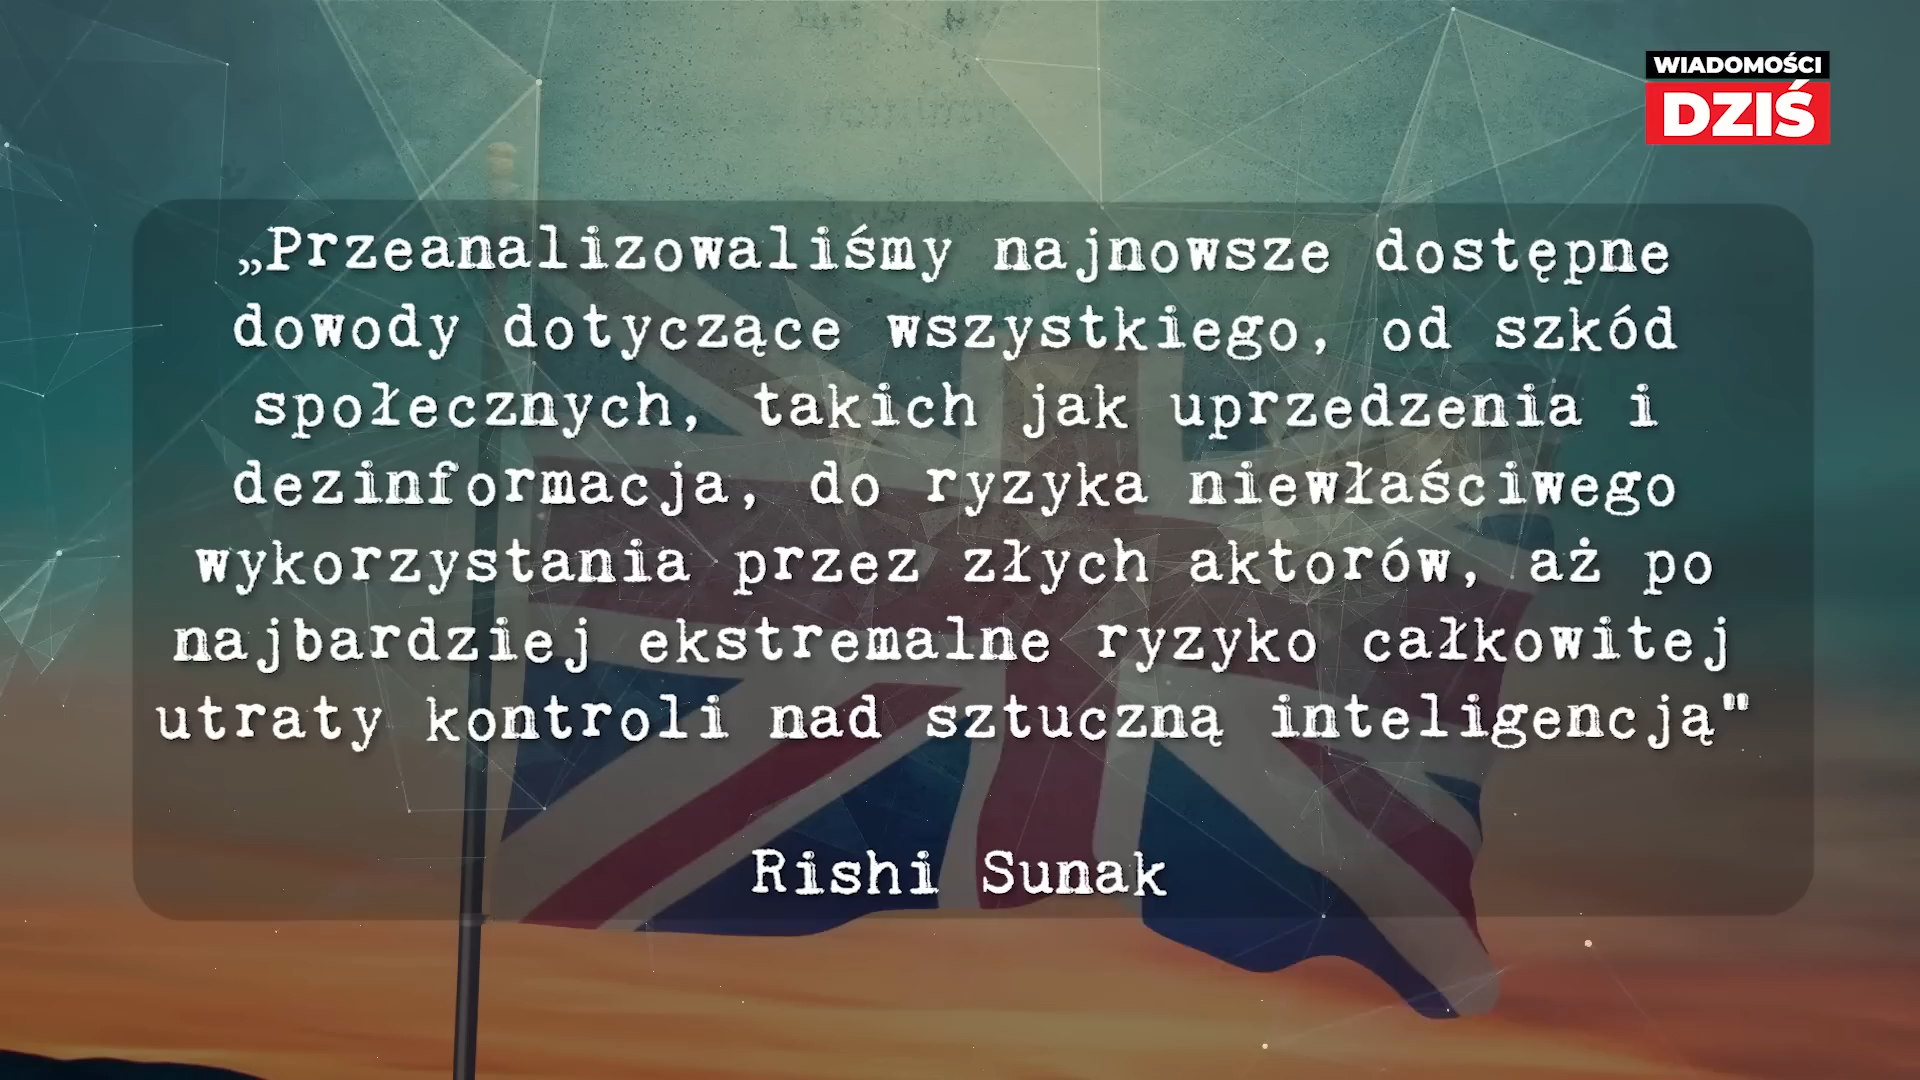 WIADOMOŚCI
DZIŚ
„Przeanalizowaliśmy najnowsze dostępne
dowody dotyczące wszystkiego, od szkód
społecznych, takich jak uprzedzenia i
dezinformacja, do ryzyka niewłaściwego
wykorzystania przez złych aktorów, aż po
najbardziej ekstremalne ryzyko całkowitej
utraty kontroli nad sztuczną inteligencją"
Rishi Sunak